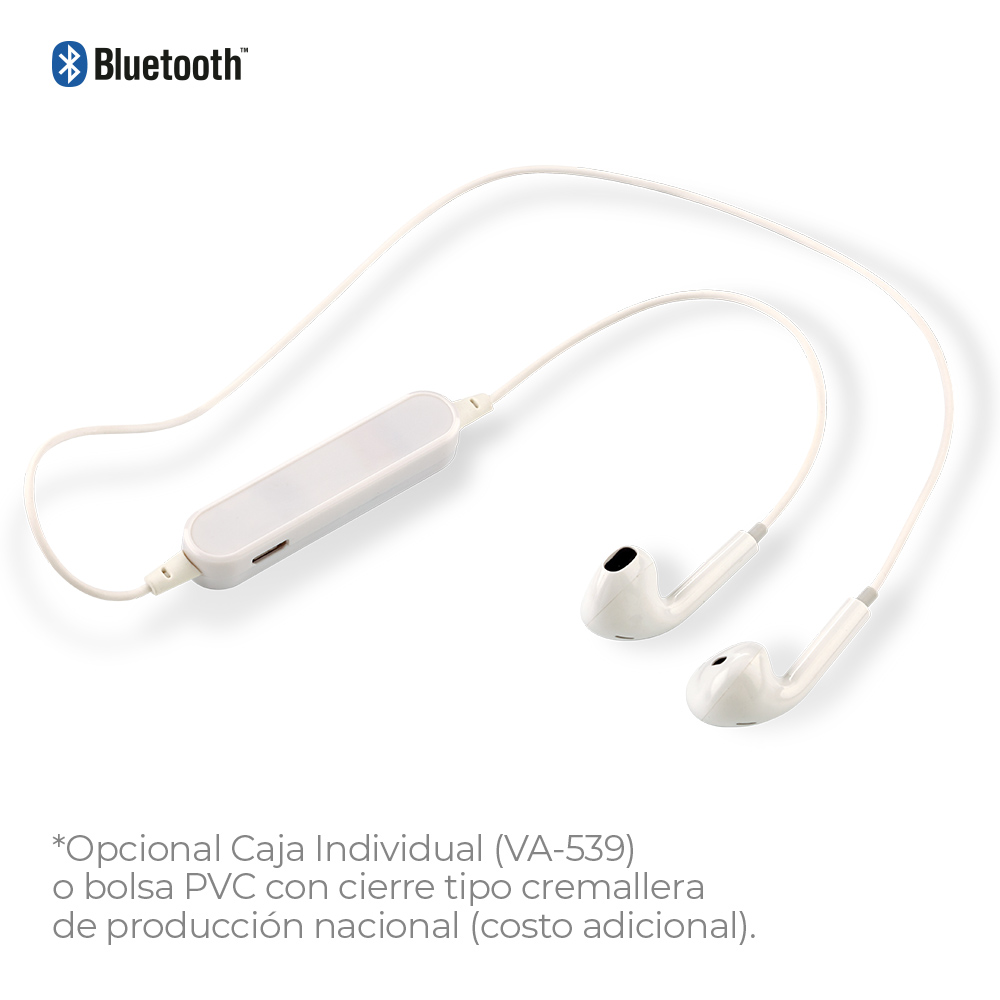 Bluetooth™
*Opcional Caja Individual (VA-539)
o bolsa PVC con cierre tipo cremallera
de producción nacional (costo adicional).